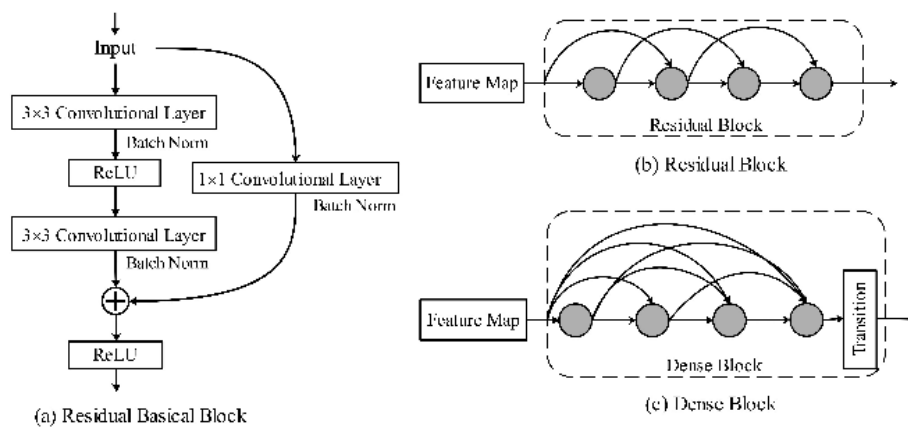 Input
3×3 Convolutional Layer
Batch Norm
ReLU
1×1 Convolutional Layer
Batch Norm
3×3 Convolutional Layer
Batch Norm
ReLU
(a) Residual Basical Block
Feature Map
Residual Block
(b) Residual Block
Feature Map
Transition
Dense Block
(c) Dense Block